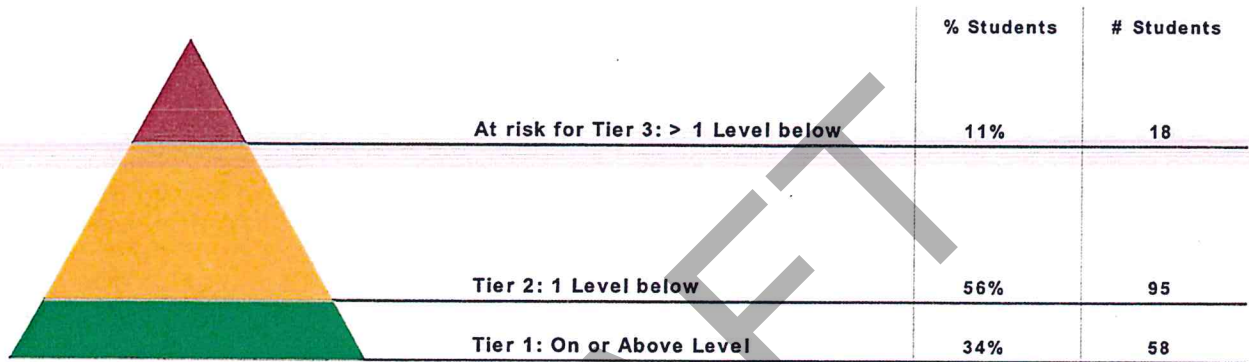 % Students # Students
At risk for Tier 3: > 1 Level below 11% 18
Tier 2: 1 Level below 56% 95
Tier 1: On or Above Level 34% 58